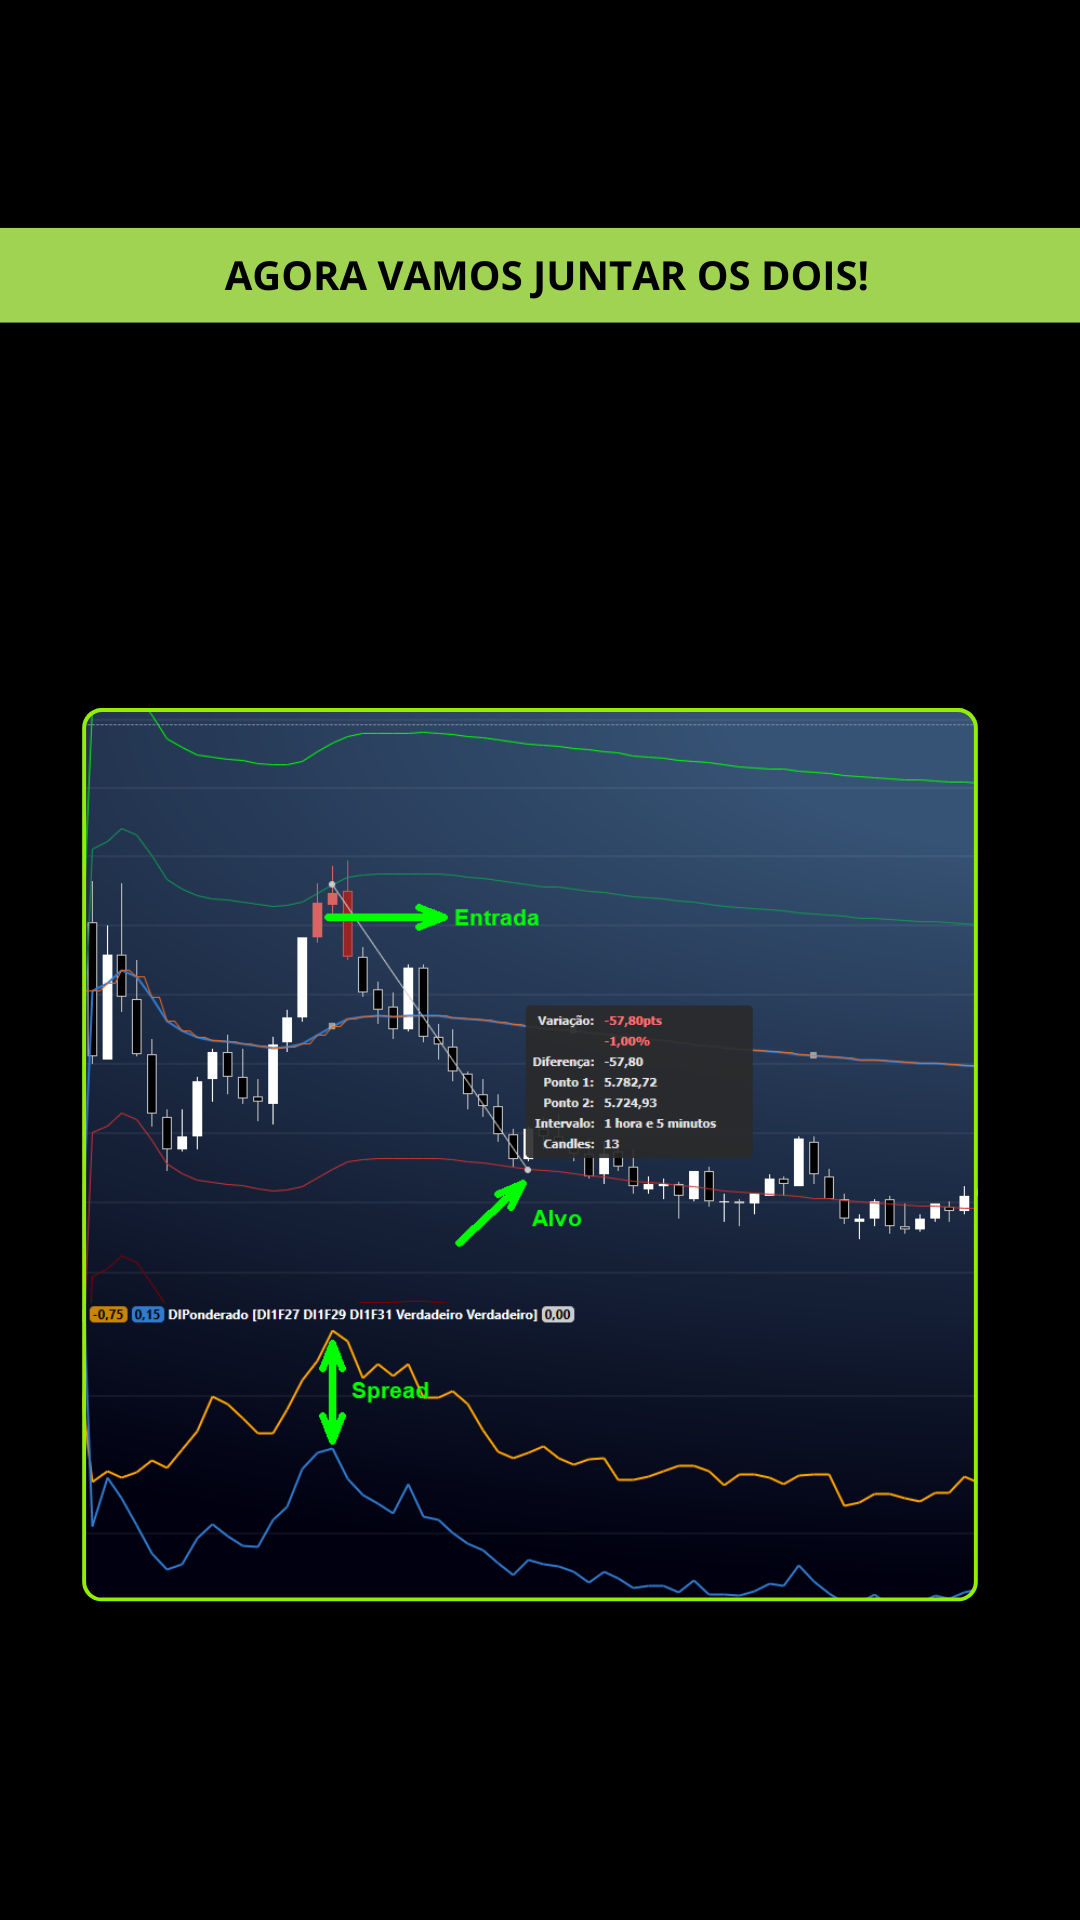 AGORA VAMOS JUNTAR OS DOIS!
Entrada
Variação: -57,80pts
-1,00%
Diferença: -57,80
Ponto 1: 5.782,72
Ponto 2: 5.724,93
Intervalo: 1 hora e 5 minutos
Candles: 13
Alvo
-0,75 0,15 DIPonderado [DI1F27 DI1F29 DI1F31 Verdadeiro Verdadeiro] 0,00
Spread